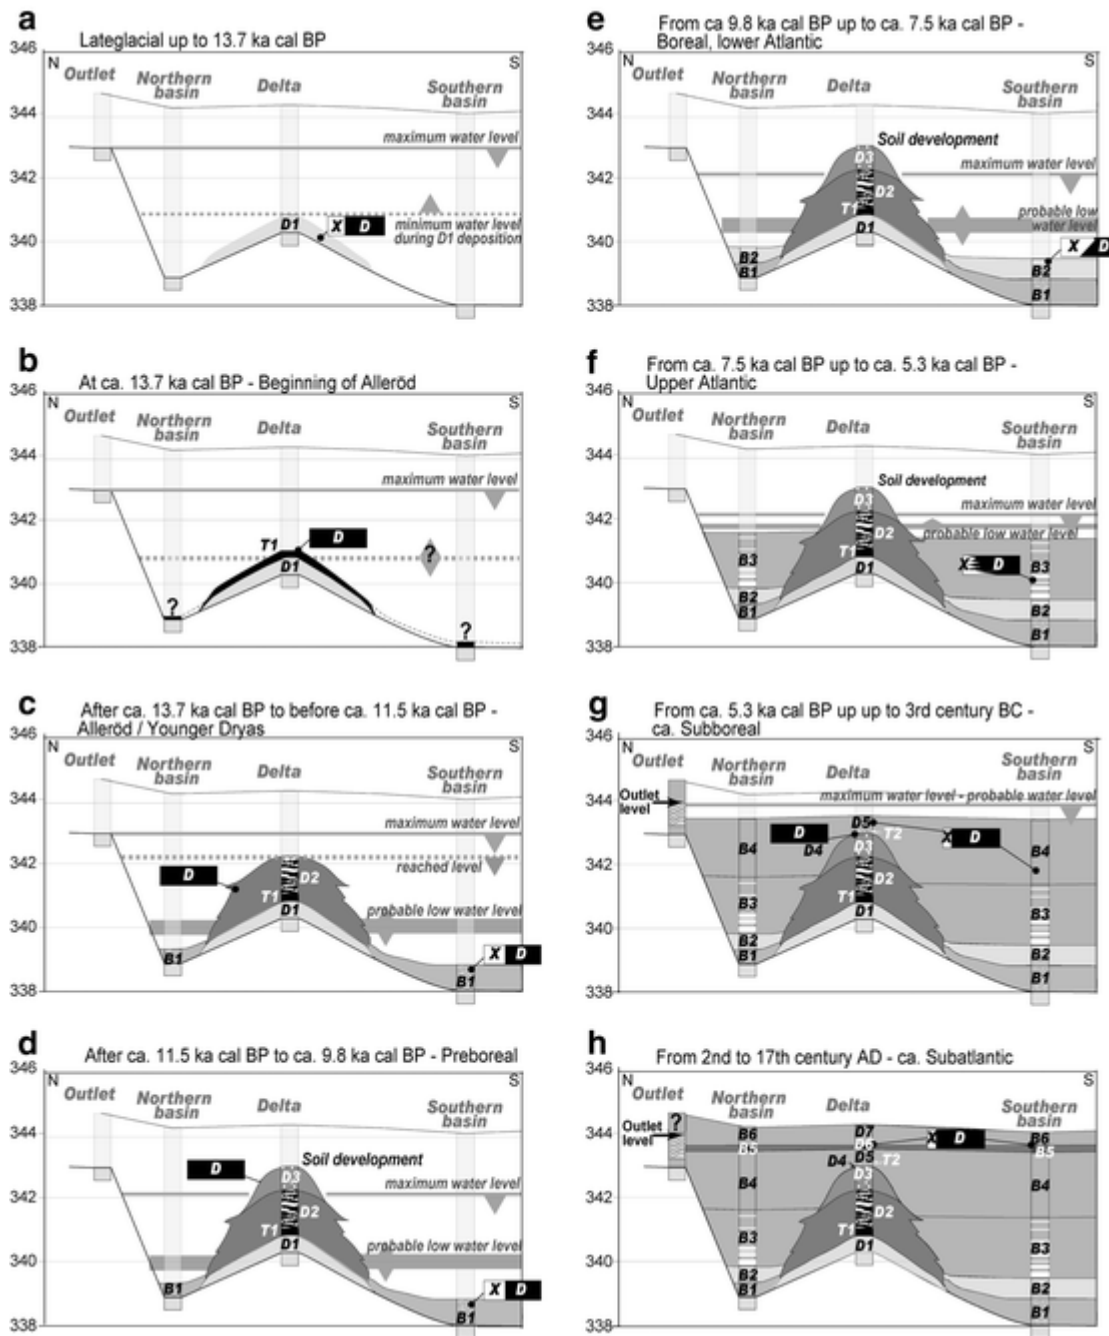 a
Lateglacial up to 13.7 ka cal BP
346
N
S
Outlet
Northern
basin
Delta
Southern
basin
344
maximum water level
342
minimum water level
during D1 deposition
D1
X D
340
338
b
At ca. 13.7 ka cal BP - Beginning of Alleröd
346
N
S
Outlet
Northern
basin
Delta
Southern
basin
344
maximum water level
342
T1
D
?
D1
340
?
?
338
c
After ca. 13.7 ka cal BP to before ca. 11.5 ka cal BP -
Alleröd / Younger Dryas
346
N
S
Outlet
Northern
basin
Delta
Southern
basin
344
maximum water level
342
reached level
D
D2
T1
probable low water level
D1
340
X D
B1
B1
338
d
After ca. 11.5 ka cal BP to ca. 9.8 ka cal BP - Preboreal
346
N
S
Outlet
Northern
basin
Delta
Southern
basin
344
D
Soil development
D3
maximum water level
342
D2
T1
probable low water level
D1
340
X D
B1
B1
338
e
From ca 9.8 ka cal BP up to ca. 7.5 ka cal BP -
Boreal, lower Atlantic
346
N
S
Outlet
Northern
basin
Delta
Southern
basin
344
Soil development
D3
maximum water level
342
D2
T1
probable low
water level
D1
340
X D
B2
B2
B1
B1
338
f
From ca. 7.5 ka cal BP up to ca. 5.3 ka cal BP -
Upper Atlantic
346
N
S
Outlet
Northern
basin
Delta
Southern
basin
344
Soil development
D3
maximum water level
342
probable low water level
D2
T1
B3
B3
D1
X D
340
B2
B2
B1
B1
338
g
From ca. 5.3 ka cal BP up up to 3rd century BC -
ca. Subboreal
346
N
S
Outlet
Northern
basin
Delta
Southern
basin
Outlet
level
344
maximum water level - probable water level
D5
D
T2
X D
D4
D3
B4
B4
342
D2
T1
B3
B3
D1
340
B2
B2
B1
B1
338
h
From 2nd to 17th century AD - ca. Subatlantic
346
N
S
Outlet
Northern
basin
Delta
Southern
basin
?
Outlet
level
344
B6
D7
X D
B6
B5
D6
B5
D5
T2
D4
D3
B4
B4
342
D2
T1
B3
B3
D1
340
B2
B2
B1
B1
338